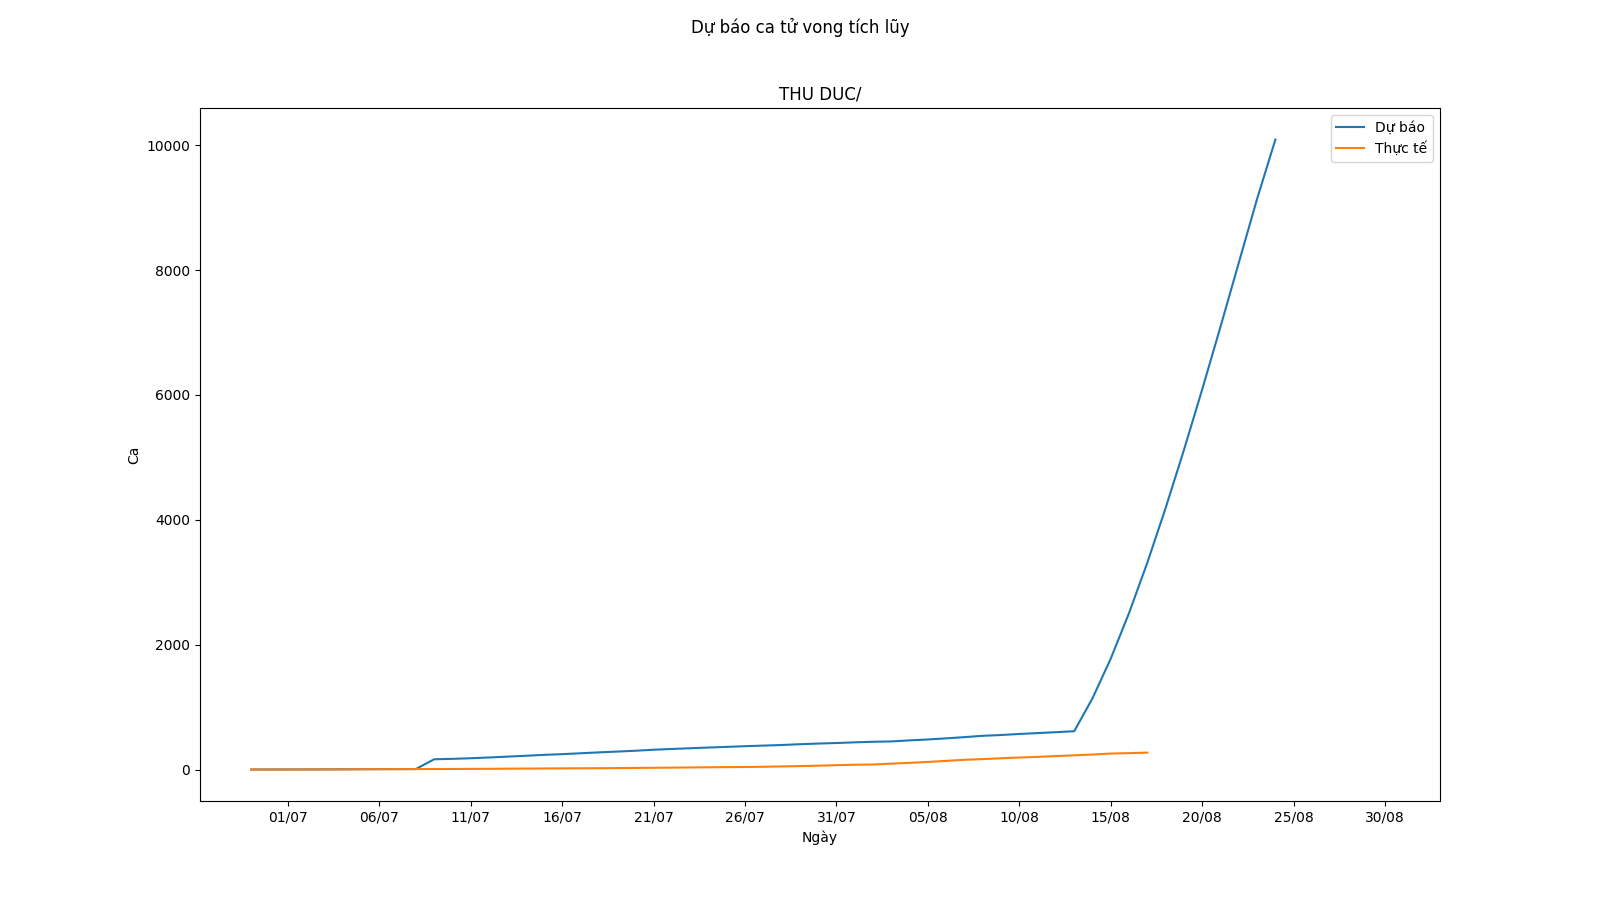 Dự báo ca tử vong tích lũy
THU DUC/
Dự báo
Thực tế
10000
8000
6000
4000
2000
0
Ca
01/07 06/07 11/07 16/07 21/07 26/07 31/07 05/08 10/08 15/08 20/08 25/08 30/08
Ngày